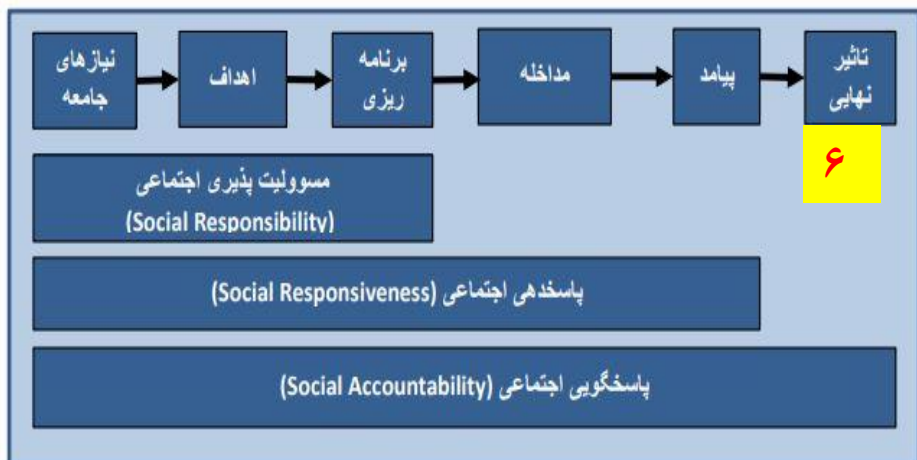 نیازهای
جامعه
اهداف
برنامه
ریزی
مداخله
پیامد
تاثیر
نهایی
۶
مسوولیت پذیری اجتماعی
(Social Responsibility)
پاسخدهی اجتماعی (Social Responsiveness)
پاسخگویی اجتماعی (Social Accountability)